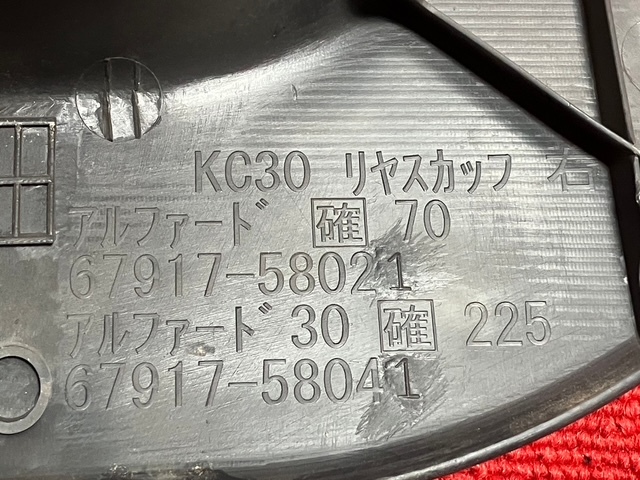 KC30 リヤスカッフ 右
アルファード 確 70
67917-58021
アルファード 30 確 225
67917-58041